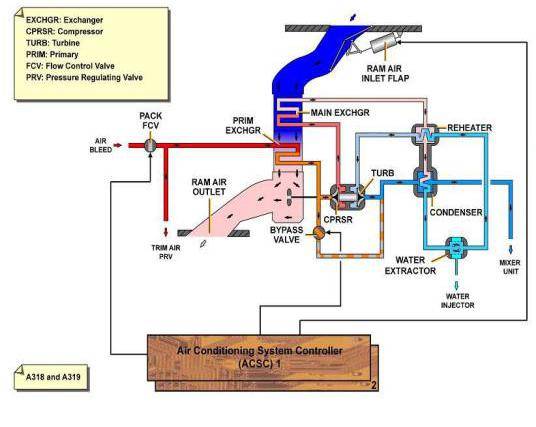 EXCHGR: Exchanger
CPRSR: Compressor
TURB: Turbine
PRIM: Primary
FCV: Flow Control Valve
PRV: Pressure Regulating Valve
RAM AIR
INLET FLAP
MAIN EXCHGR
PACK
FCV
PRIM
EXCHGR
REHEATER
AIR
BLEED
RAM AIR
OUTLET
TURB
CPRSR
CONDENSER
BYPASS
VALVE
TRIM AIR
PRV
WATER
EXTRACTOR
MIXER
UNIT
WATER
INJECTOR
Air Conditioning System Controller
(ACSC) 1
2
A318 and A319